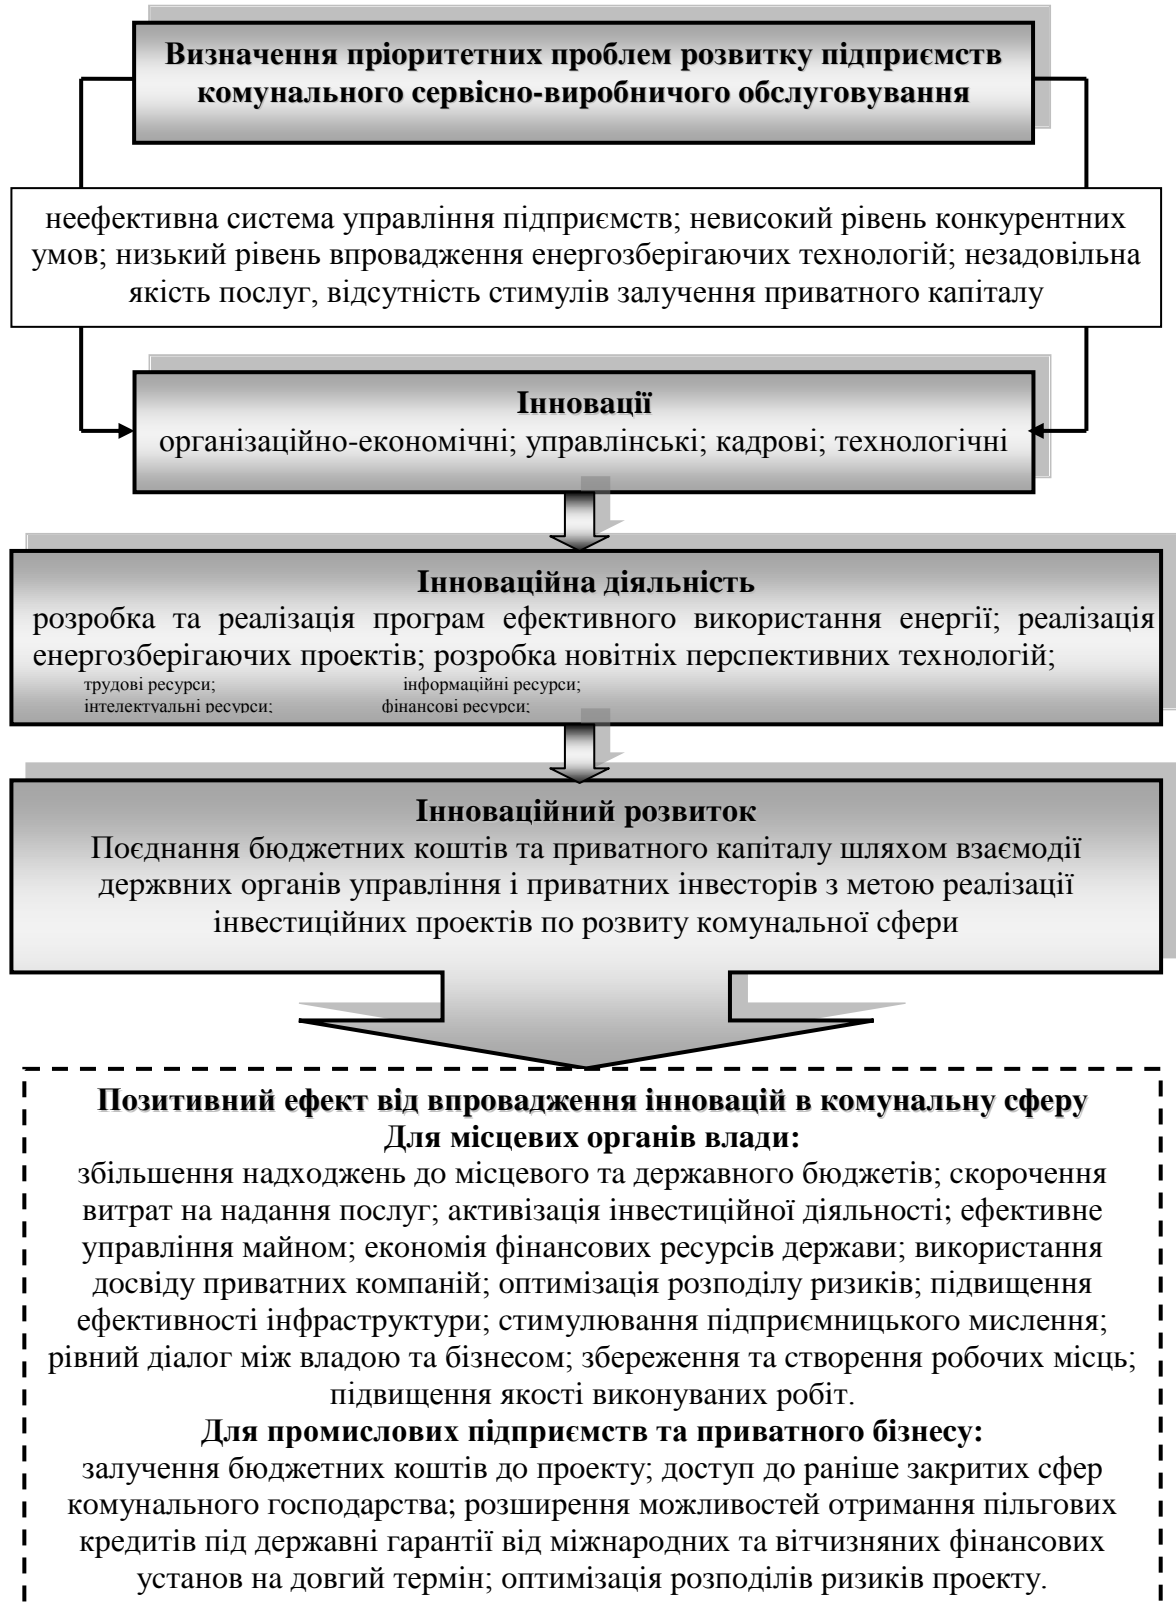 Визначення пріоритетних проблем розвитку підприємств
комунального сервісно-виробничого обслуговування
неефективна система управління підприємств; невисокий рівень конкурентних
умов; низький рівень впровадження енергозберігаючих технологій; незадовільна
якість послуг, відсутність стимулів залучення приватного капіталу
Інновації
організаційно-економічні; управлінські; кадрові; технологічні
Інноваційна діяльність
розробка та реалізація програм ефективного використання енергії; реалізація
енергозберігаючих проектів; розробка новітніх перспективних технологій;
трудові ресурси; інформаційні ресурси;
інтелектуальні ресурси; фінансові ресурси;
Інноваційний розвиток
Поєднання бюджетних коштів та приватного капіталу шляхом взаємодії
держвних органів управління і приватних інвесторів з метою реалізації
інвестиційних проектів по розвиту комунальної сфери
Позитивний ефект від впровадження інновацій в комунальну сферу
Для місцевих органів влади:
збільшення надходжень до місцевого та державного бюджетів; скорочення
витрат на надання послуг; активізація інвестиційної діяльності; ефективне
управління майном; економія фінансових ресурсів держави; використання
досвіду приватних компаній; оптимізація розподілу ризиків; підвищення
ефективності інфраструктури; стимулювання підприємницького мислення;
рівний діалог між владою та бізнесом; збереження та створення робочих місць;
підвищення якості виконуваних робіт.
Для промислових підприємств та приватного бізнесу:
залучення бюджетних коштів до проекту; доступ до раніше закритих сфер
комунального господарства; розширення можливостей отримання пільгових
кредитів під державні гарантії від міжнародних та вітчизняних фінансових
установ на довгий термін; оптимізація розподілів ризиків проекту.